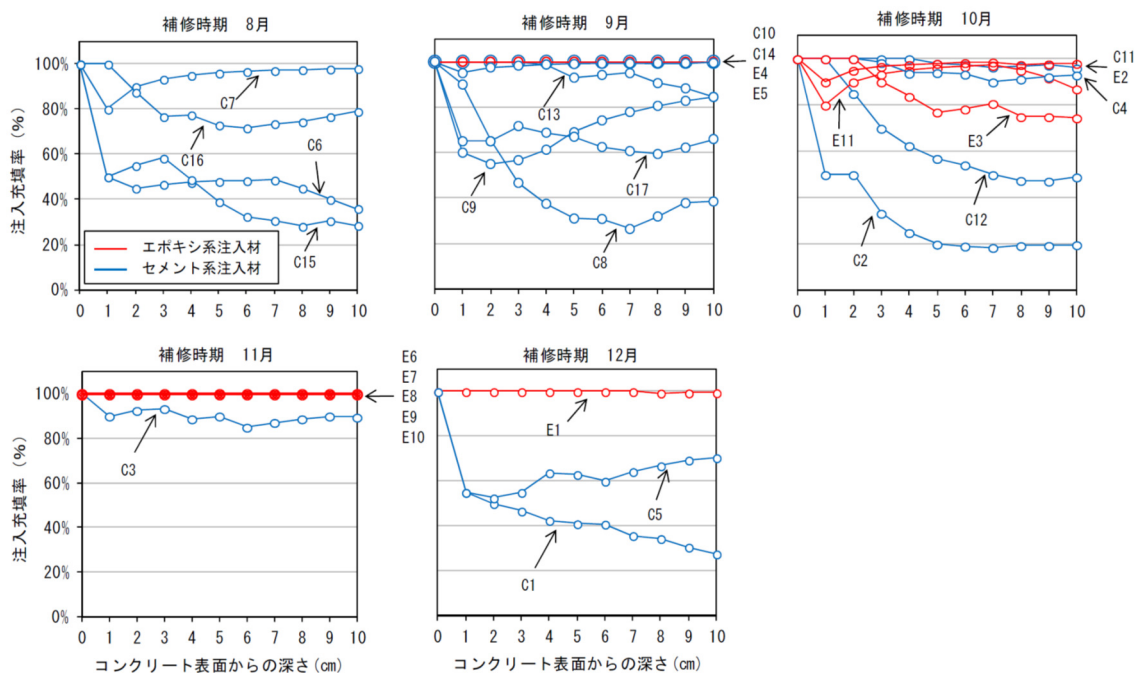 補修時期　8月
注入充填率 (%)
100%
80%
60%
40%
20%
0%
C7
C16
C6
C15
エポキシ系注入材
セメント系注入材
0 1 2 3 4 5 6 7 8 9 10
補修時期　9月
C10
C14
E4
E5
C13
C17
C9
C8
0 1 2 3 4 5 6 7 8 9 10
補修時期　10月
C11
E2
C4
E11
E3
C12
C2
0 1 2 3 4 5 6 7 8 9 10
補修時期　11月
注入充填率 (%)
100%
80%
60%
40%
20%
0%
E6
E7
E8
E9
E10
C3
0 1 2 3 4 5 6 7 8 9 10
コンクリート表面からの深さ(㎝)
補修時期　12月
E1
C5
C1
0 1 2 3 4 5 6 7 8 9 10
コンクリート表面からの深さ(㎝)